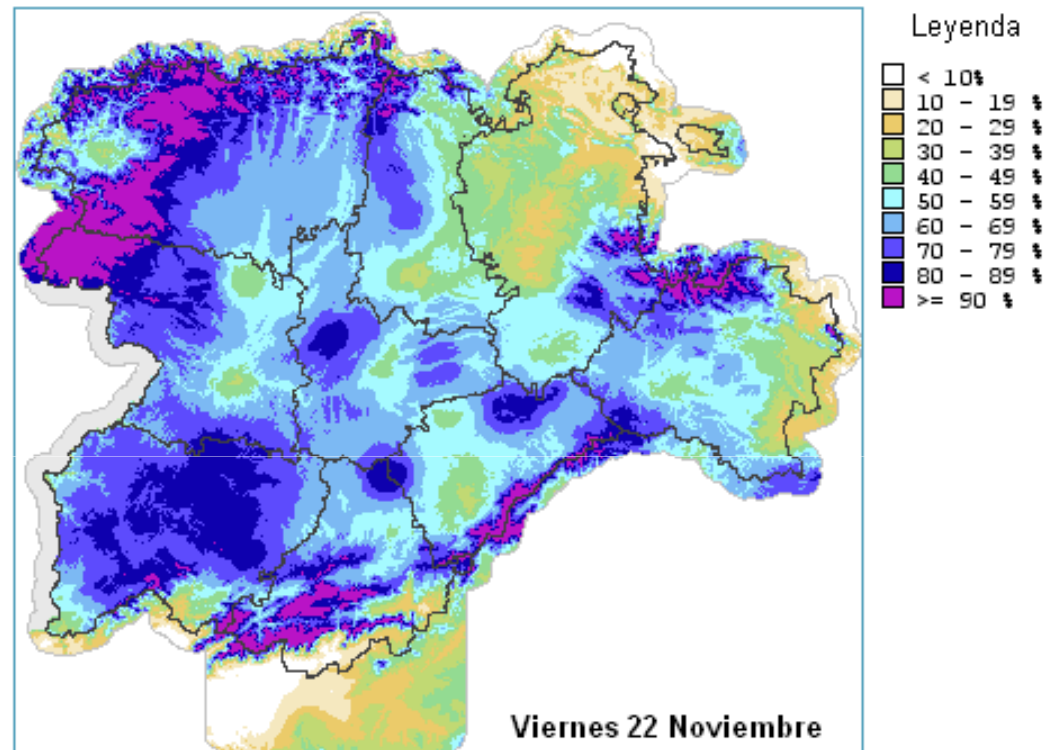 Leyenda
< 10%
10 - 19 %
20 - 29 %
30 - 39 %
40 - 49 %
50 - 59 %
60 - 69 %
70 - 79 %
80 - 89 %
>= 90 %
Viernes 22 Noviembre